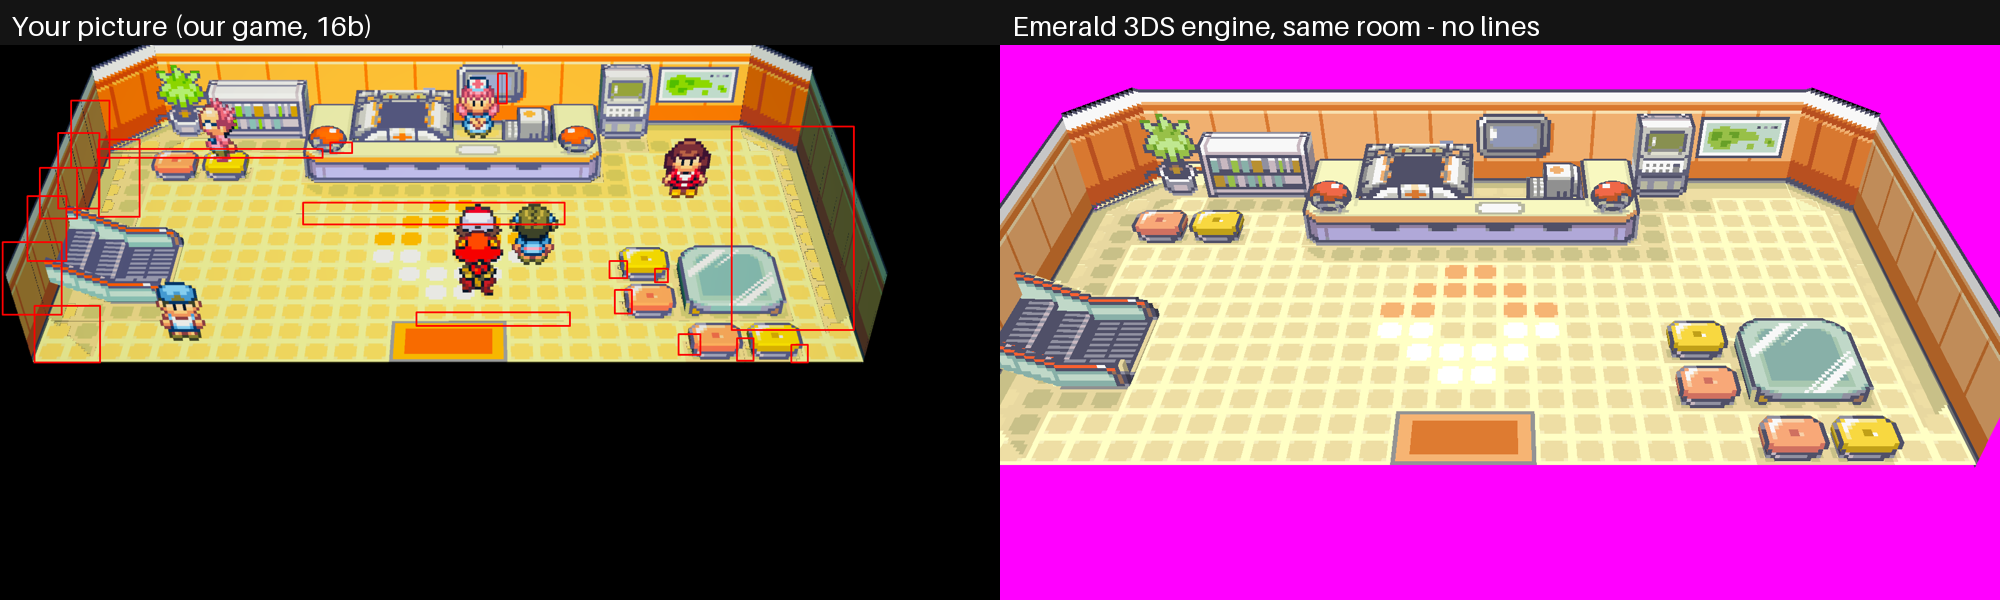 Your picture (our game, 16b)
Emerald 3DS engine, same room - no lines